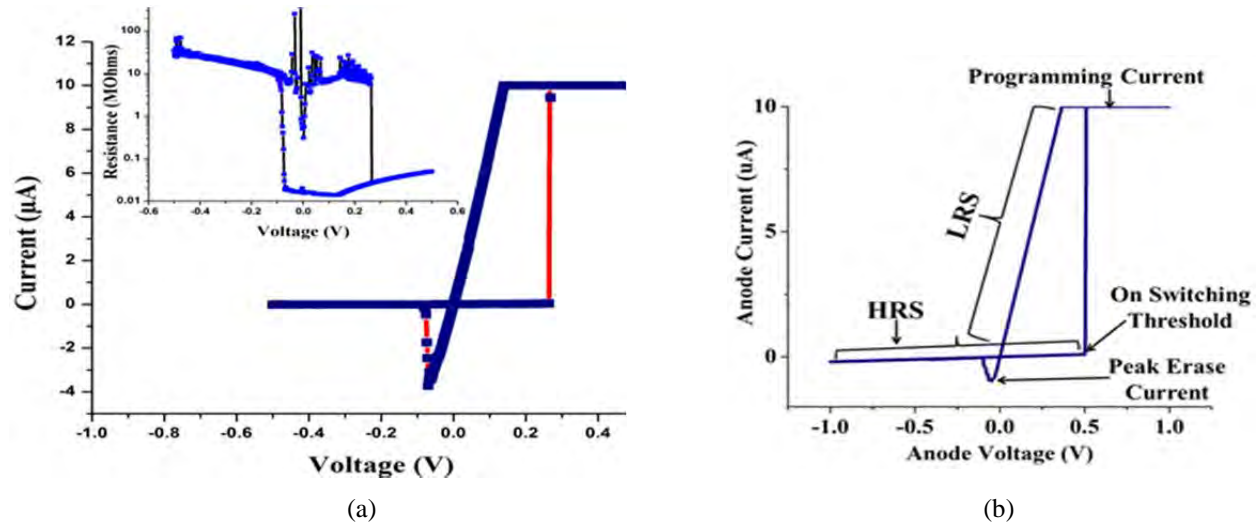 12
10
8
6
4
2
0
-2
-4
Current (µA)
-1.0 -0.8 -0.6 -0.4 -0.2 0.0 0.2 0.4
Voltage (V)
100
10
1
0.1
0.01
Resistance (MOhms)
-0.6 -0.4 -0.2 0.0 0.2 0.4 0.6
Voltage (V)
(a)
Programming Current
10
5
0
Anode Current (uA)
LRS
HRS
On Switching
Threshold
Peak Erase
Current
-1.0 -0.5 0.0 0.5 1.0
Anode Voltage (V)
(b)